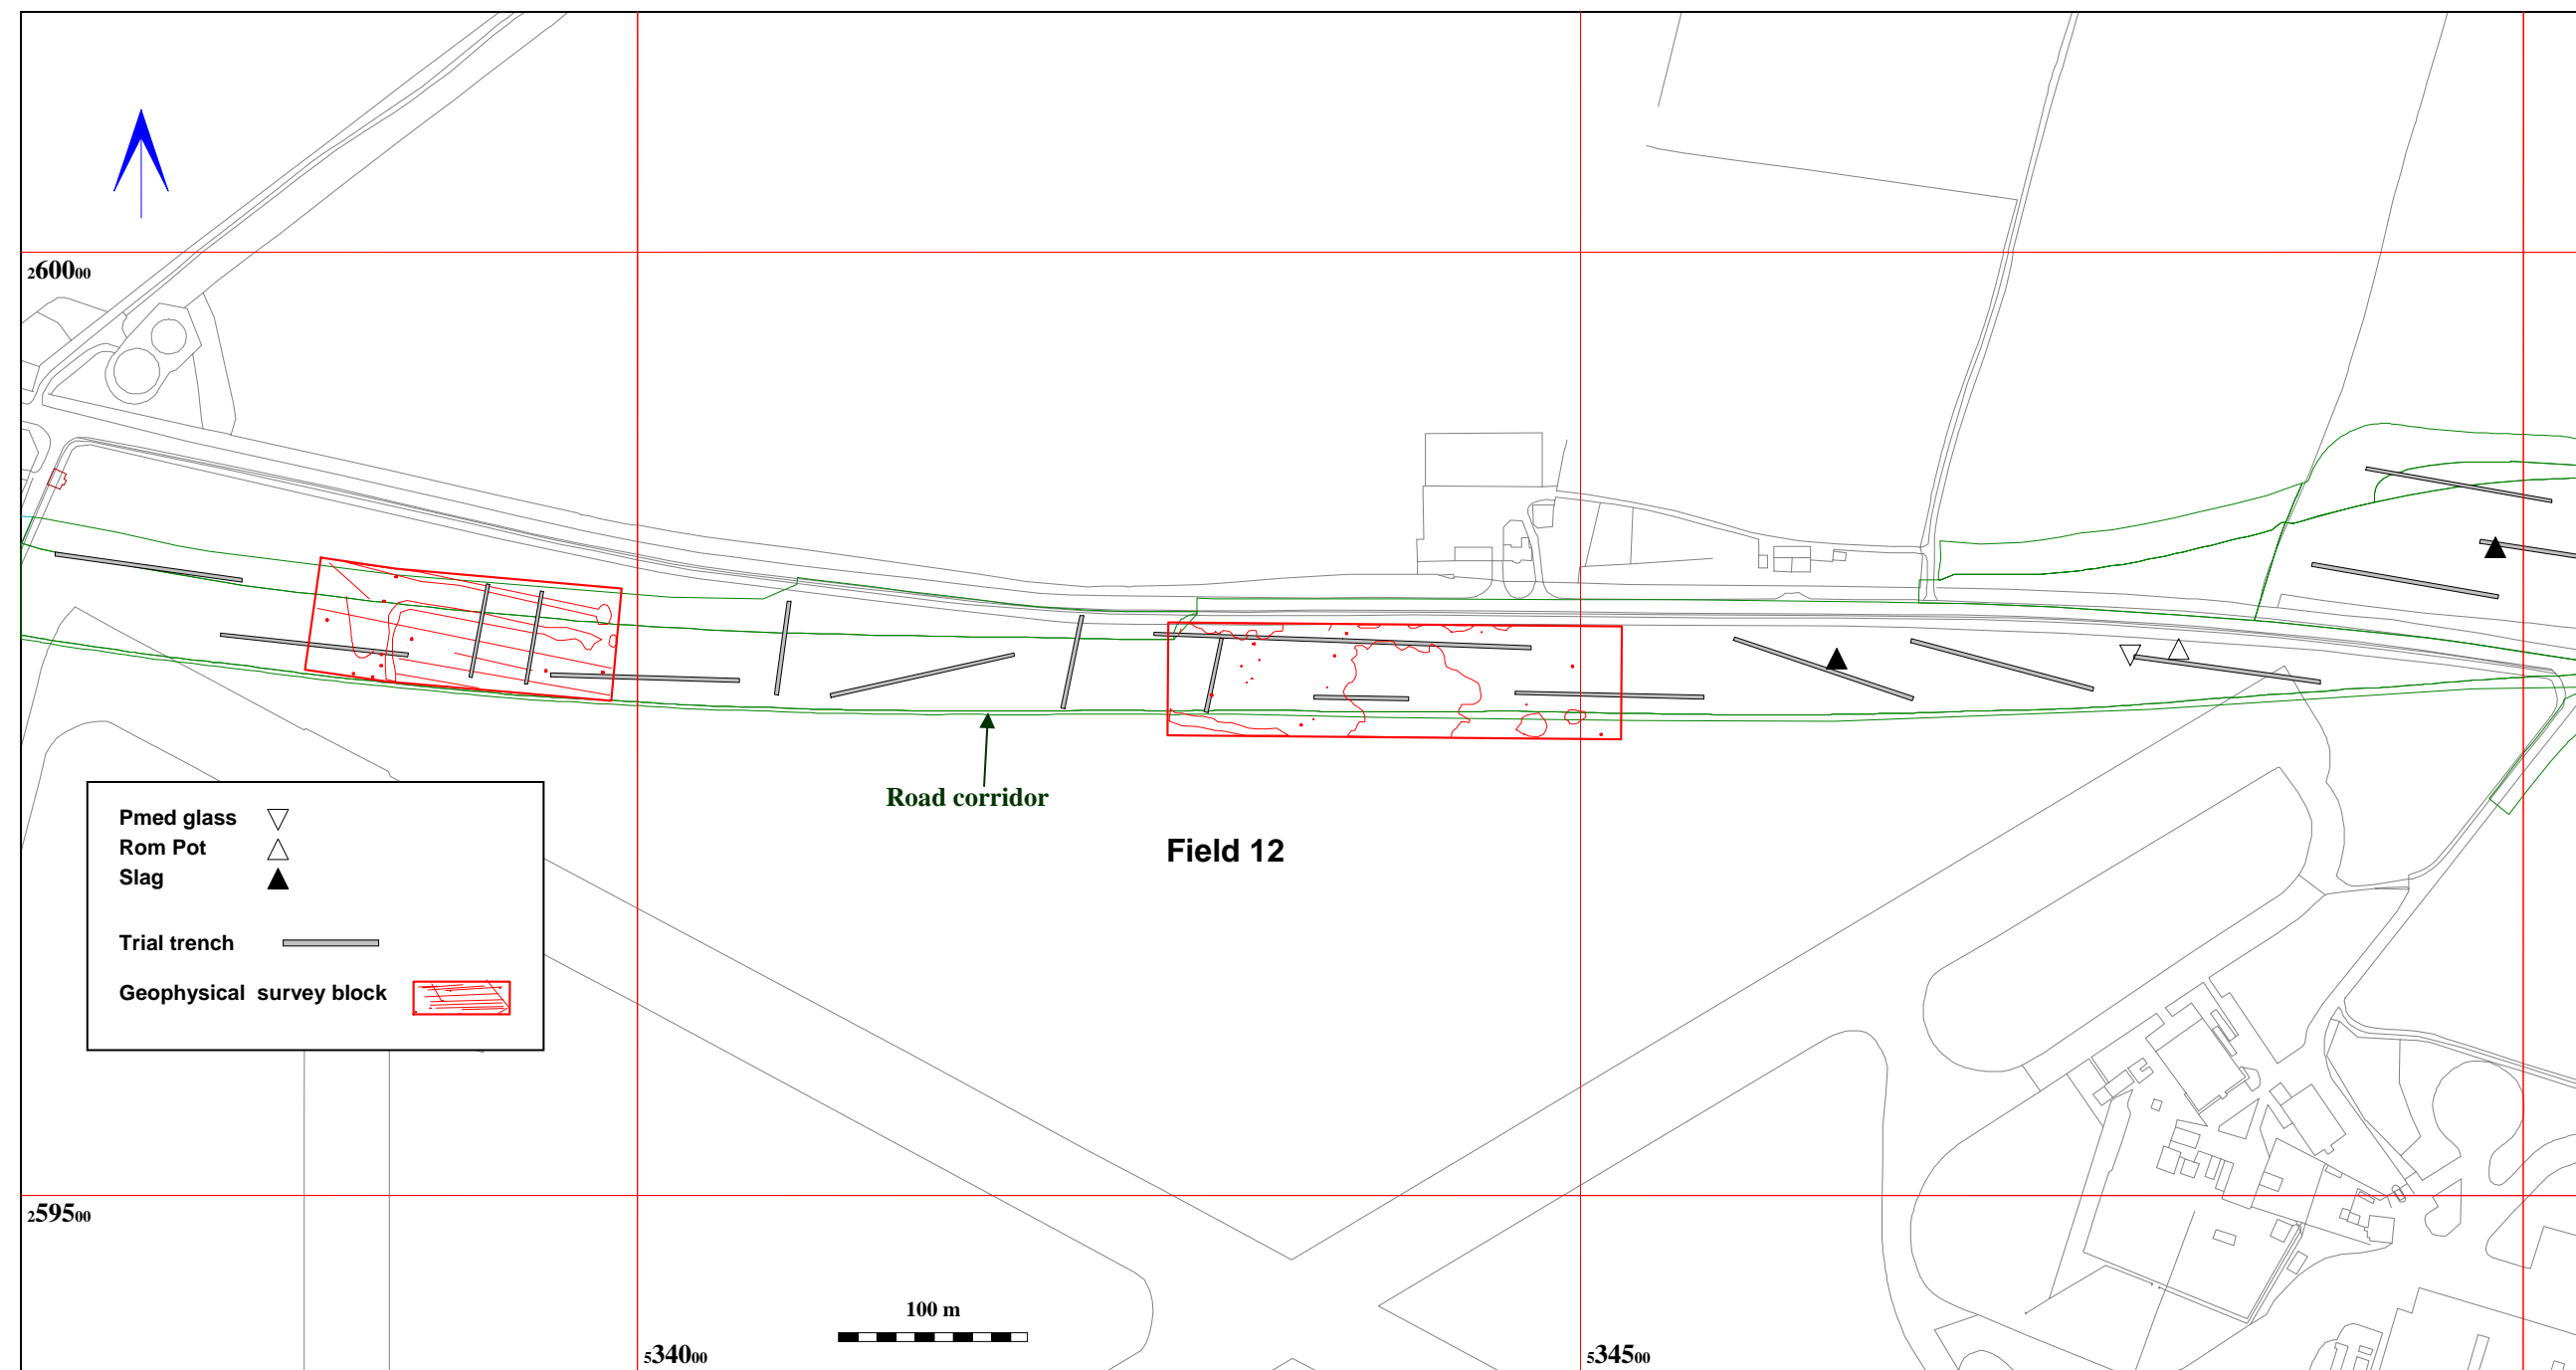 260000
Road corridor
Field 12
Pmed glass
Rom Pot
Slag
Trial trench
Geophysical survey block
259500
100 m
534000
534500